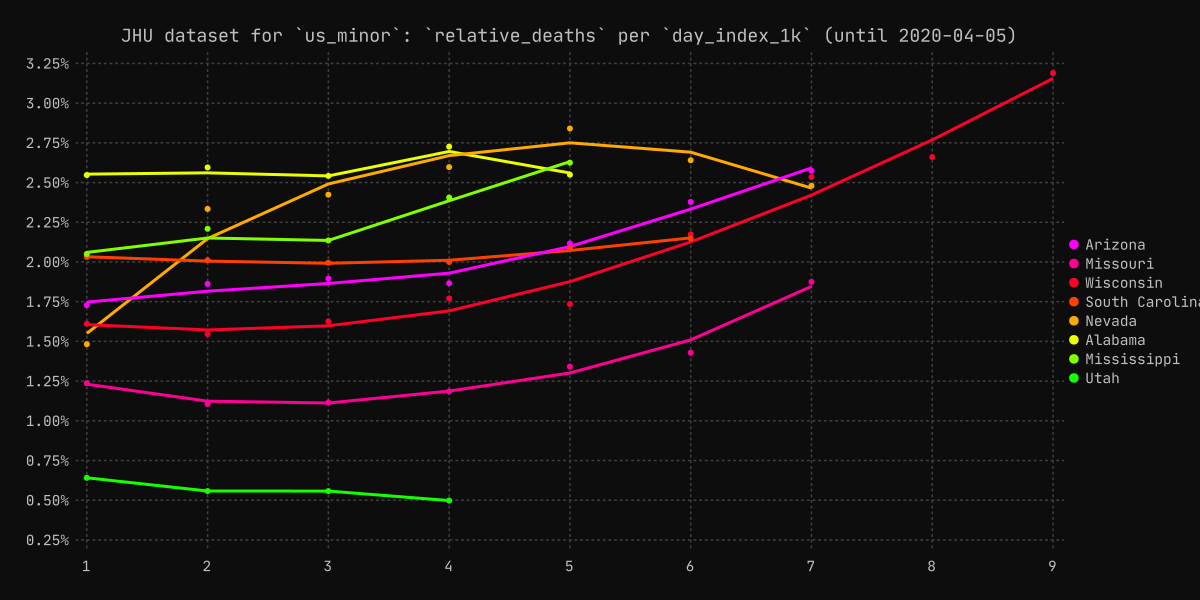 JHU dataset for `us_minor`: `relative_deaths` per `day_index_1k` (until 2020-04-05)
3.25%
3.00%
2.75%
2.50%
2.25%
2.00%
1.75%
1.50%
1.25%
1.00%
0.75%
0.50%
0.25%
1 2 3 4 5 6 7 8 9
Arizona
Missouri
Wisconsin
South Carolina
Nevada
Alabama
Mississippi
Utah